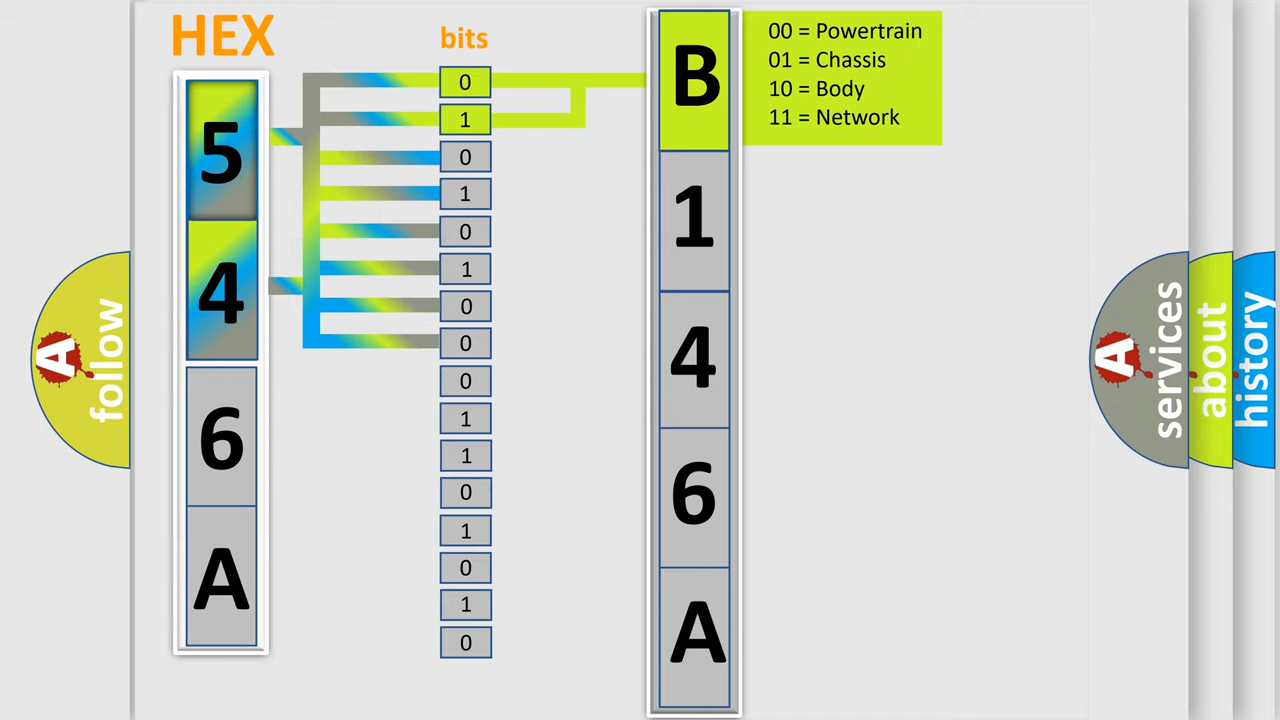 HEX
bits
5
4
6
A
0
1
0
1
0
1
0
0
0
1
1
0
1
0
1
0
B
1
4
6
A
00 = Powertrain
01 = Chassis
10 = Body
11 = Network
A
follow
A
services
about
history